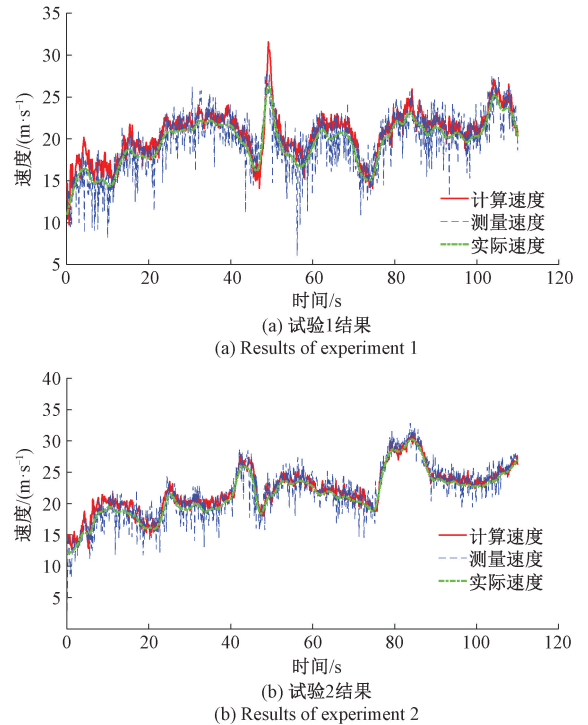 35
30
25
20
15
10
5
速度/(m·s⁻¹)
计算速度
测量速度
实际速度
0 20 40 60 80 100 120
时间/s
(a) 试验1结果
(a) Results of experiment 1
40
35
30
25
20
15
10
5
速度/(m·s⁻¹)
计算速度
测量速度
实际速度
0 20 40 60 80 100 120
时间/s
(b) 试验2结果
(b) Results of experiment 2